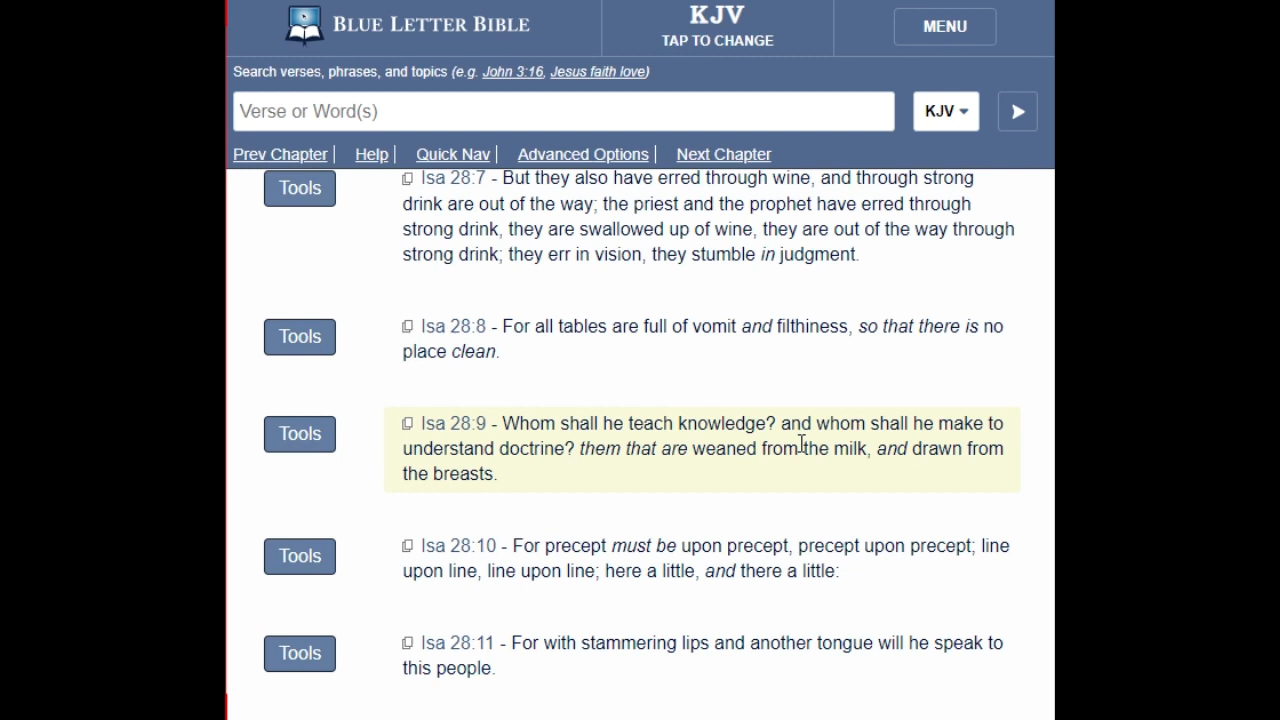 BLUE LETTER BIBLE
KJV
TAP TO CHANGE
MENU
Search verses, phrases, and topics (e.g. John 3:16, Jesus faith love)
Verse or Word(s)
KJV
Prev Chapter | Help | Quick Nav | Advanced Options | Next Chapter
Tools
Isa 28:7 - But they also have erred through wine, and through strong
drink are out of the way; the priest and the prophet have erred through
strong drink, they are swallowed up of wine, they are out of the way through
strong drink; they err in vision, they stumble in judgment.
Tools
Isa 28:8 - For all tables are full of vomit and filthiness, so that there is no
place clean.
Tools
Isa 28:9 - Whom shall he teach knowledge? and whom shall he make to
understand doctrine? them that are weaned from the milk, and drawn from
the breasts.
Tools
Isa 28:10 - For precept must be upon precept, precept upon precept; line
upon line, line upon line; here a little, and there a little:
Tools
Isa 28:11 - For with stammering lips and another tongue will he speak to
this people.